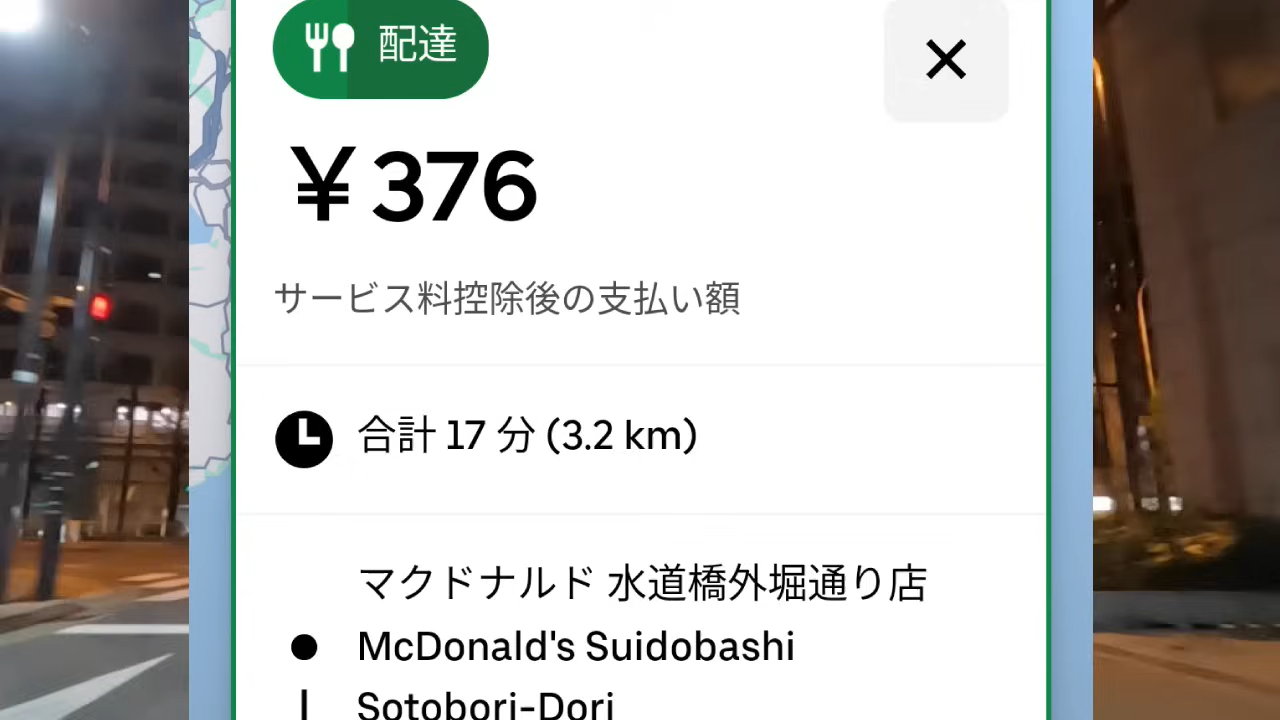 配達
¥376
サービス料控除後の支払い額
合計 17 分 (3.2 km)
マクドナルド 水道橋外堀通り店
McDonald's Suidobashi
Sotobori-Dori